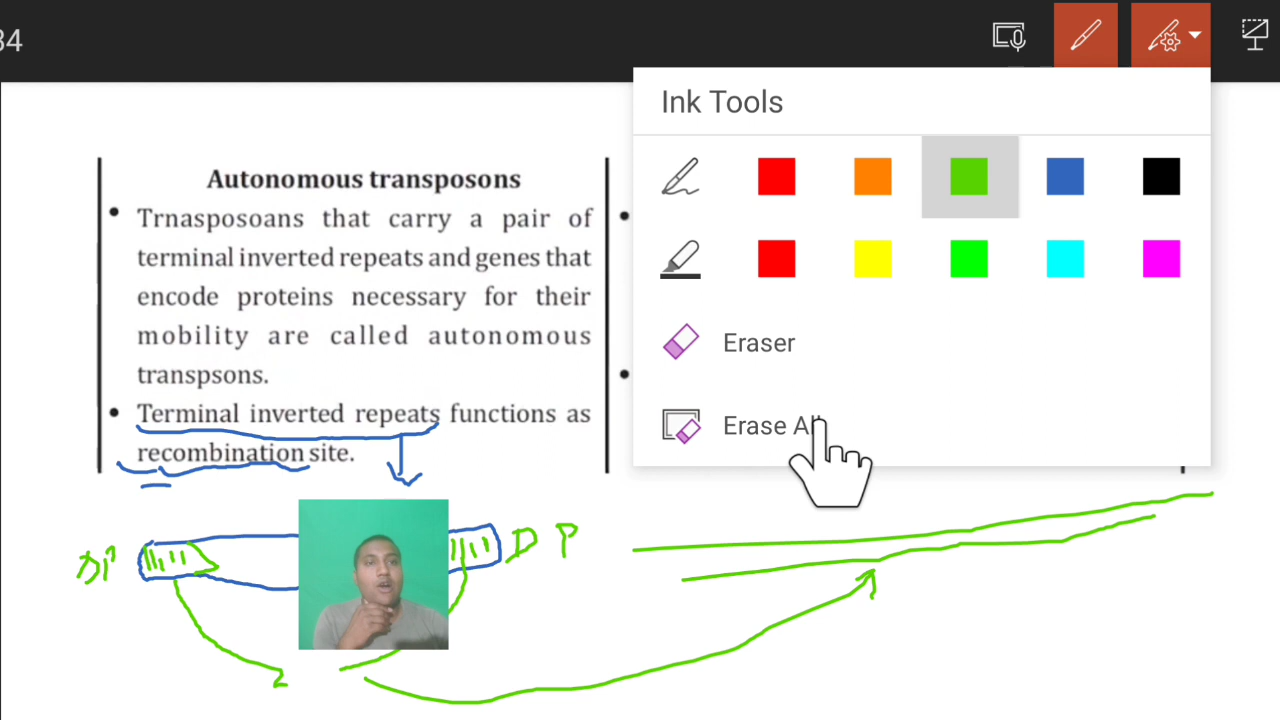 34
Ink Tools
Autonomous transposons
• Trnasposoans that carry a pair of
terminal inverted repeats and genes that
encode proteins necessary for their
mobility are called autonomous
transpsons.
• Terminal inverted repeats functions as
recombination site.
Eraser
Erase All
D P